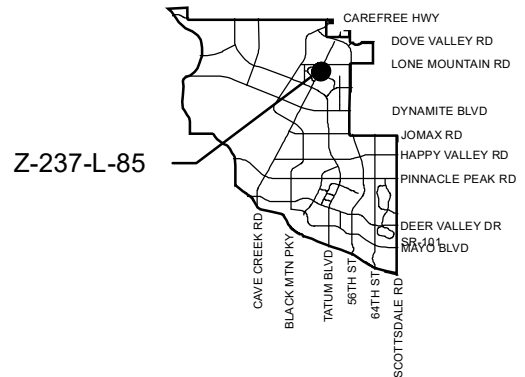 CAREFREE HWY
DOVE VALLEY RD
LONE MOUNTAIN RD
DYNAMITE BLVD
JOMAX RD
Z-237-L-85
HAPPY VALLEY RD
PINNACLE PEAK RD
DEER VALLEY DR
SR-101
MAYO BLVD
CAVE CREEK RD
BLACK MTN PKY
TATUM BLVD
56TH ST
64TH ST
SCOTTSDALE RD